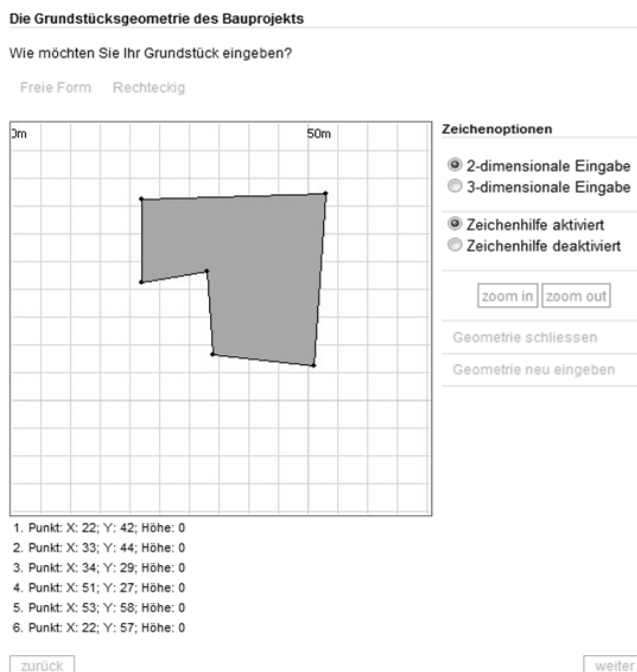 Die Grundstücksgeometrie des Bauprojekts
Wie möchten Sie Ihr Grundstück eingeben?
Freie Form Rechteckig
0m 50m
Zeichenoptionen
2-dimensionale Eingabe
3-dimensionale Eingabe
Zeichenhilfe aktiviert
Zeichenhilfe deaktiviert
zoom in zoom out
Geometrie schliessen
Geometrie neu eingeben
1. Punkt: X: 22; Y: 42; Höhe: 0
2. Punkt: X: 33; Y: 44; Höhe: 0
3. Punkt: X: 34; Y: 29; Höhe: 0
4. Punkt: X: 51; Y: 27; Höhe: 0
5. Punkt: X: 53; Y: 58; Höhe: 0
6. Punkt: X: 22; Y: 57; Höhe: 0
zurück weiter